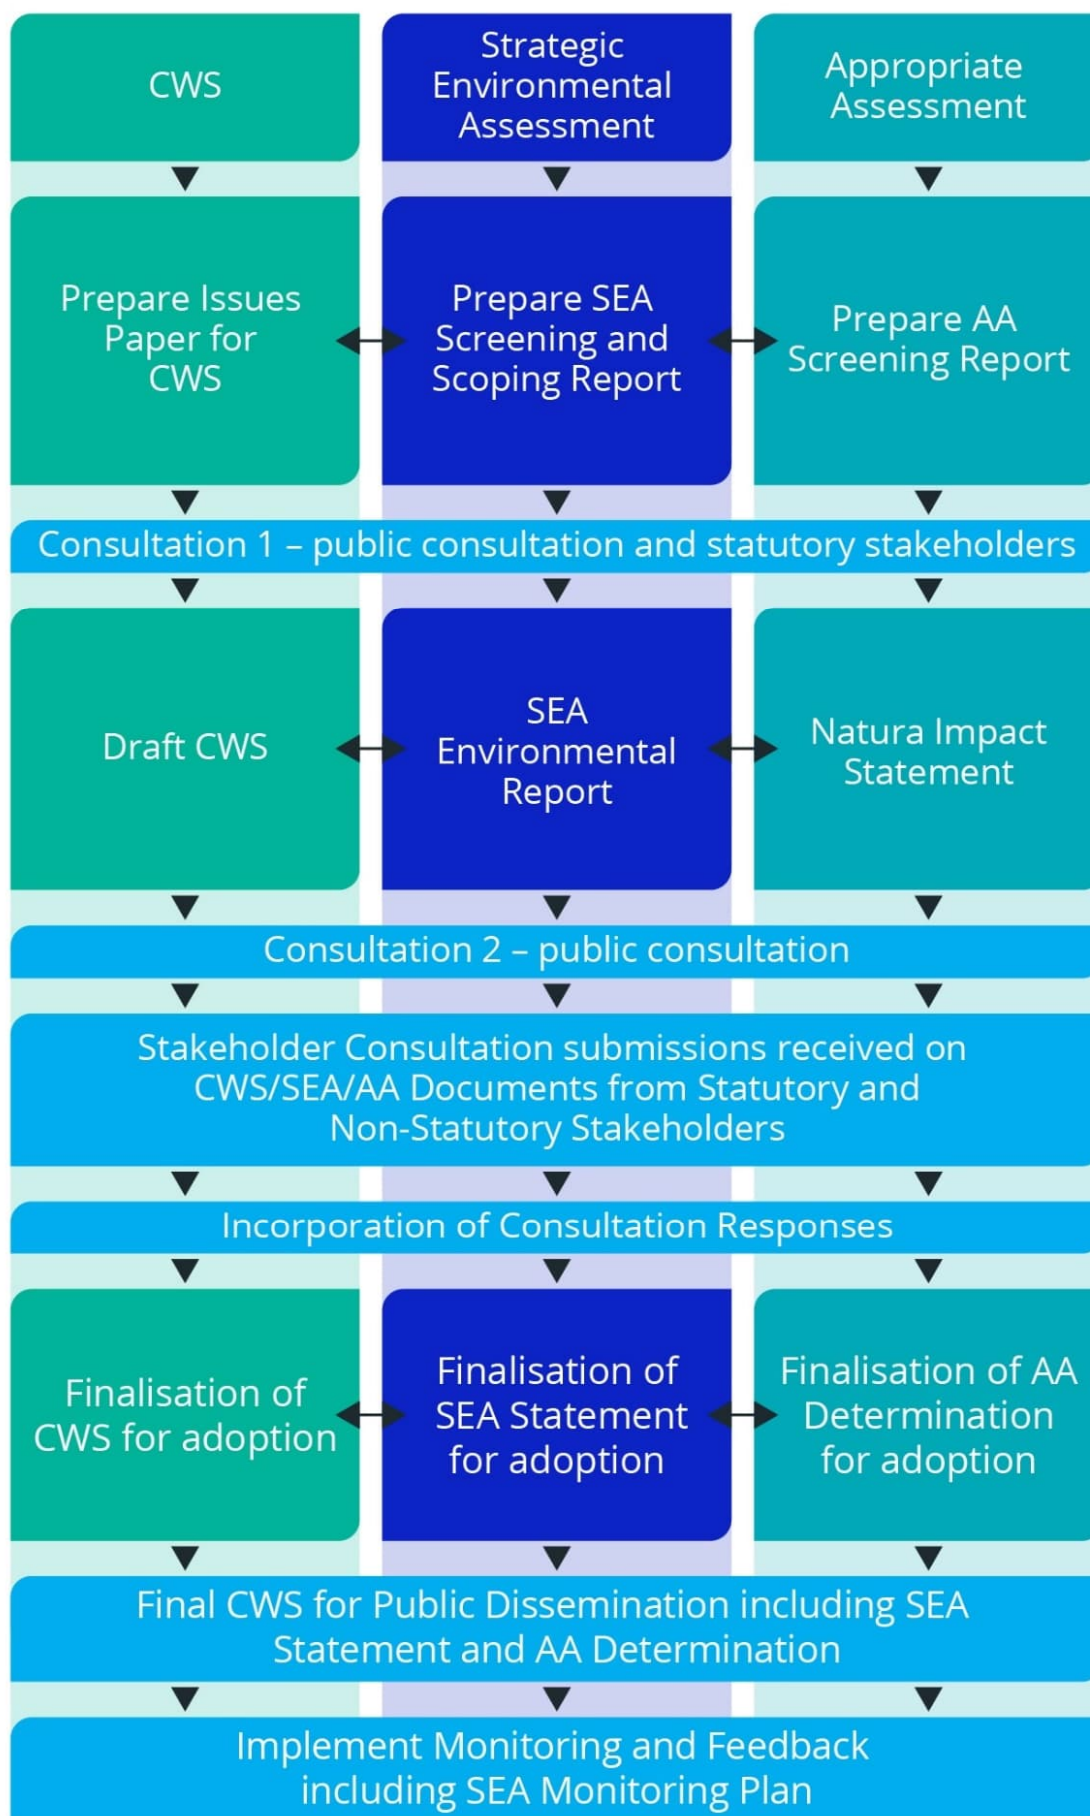 CWS
Strategic
Environmental
Assessment
Appropriate
Assessment
Prepare Issues
Paper for
CWS
Prepare SEA
Screening and
Scoping Report
Prepare AA
Screening Report
Consultation 1 – public consultation and statutory stakeholders
Draft CWS
SEA
Environmental
Report
Natura Impact
Statement
Consultation 2 – public consultation
Stakeholder Consultation submissions received on
CWS/SEA/AA Documents from Statutory and
Non-Statutory Stakeholders
Incorporation of Consultation Responses
Finalisation of
CWS for adoption
Finalisation of
SEA Statement
for adoption
Finalisation of AA
Determination
for adoption
Final CWS for Public Dissemination including SEA
Statement and AA Determination
Implement Monitoring and Feedback
including SEA Monitoring Plan